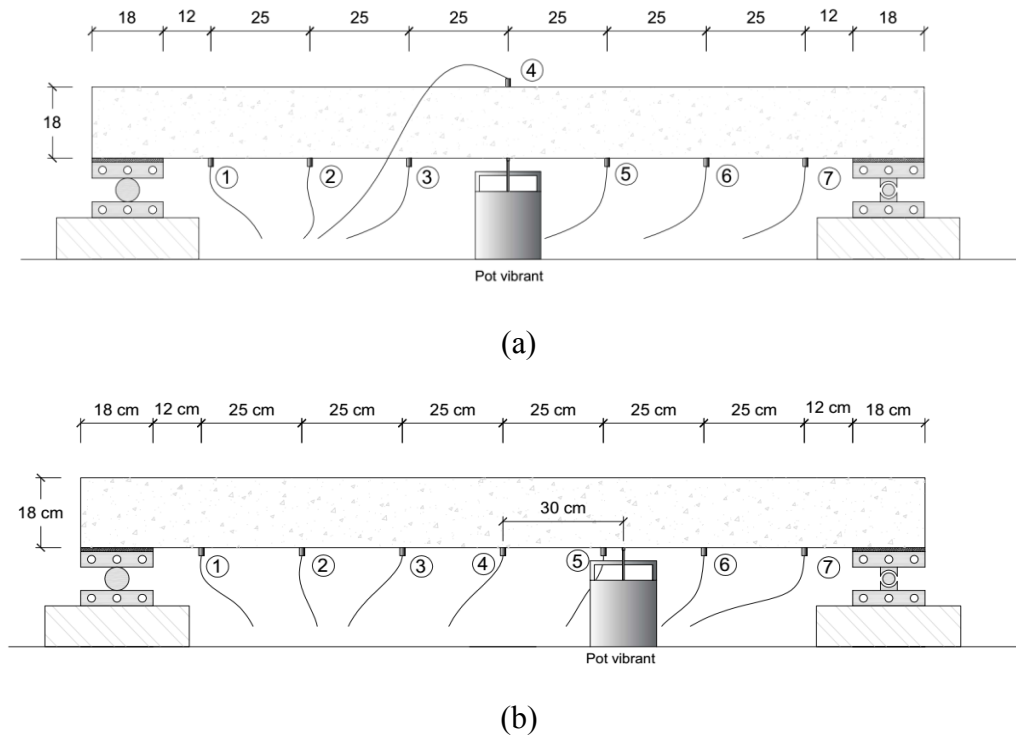 18 12 25 25 25 25 25 25 12 18
④
18
① ② ③ ⑤ ⑥ ⑦
Pot vibrant
(a)
18 cm 12 cm 25 cm 25 cm 25 cm 25 cm 25 cm 25 cm 12 cm 18 cm
18 cm
30 cm
① ② ③ ④ ⑤ ⑥ ⑦
Pot vibrant
(b)